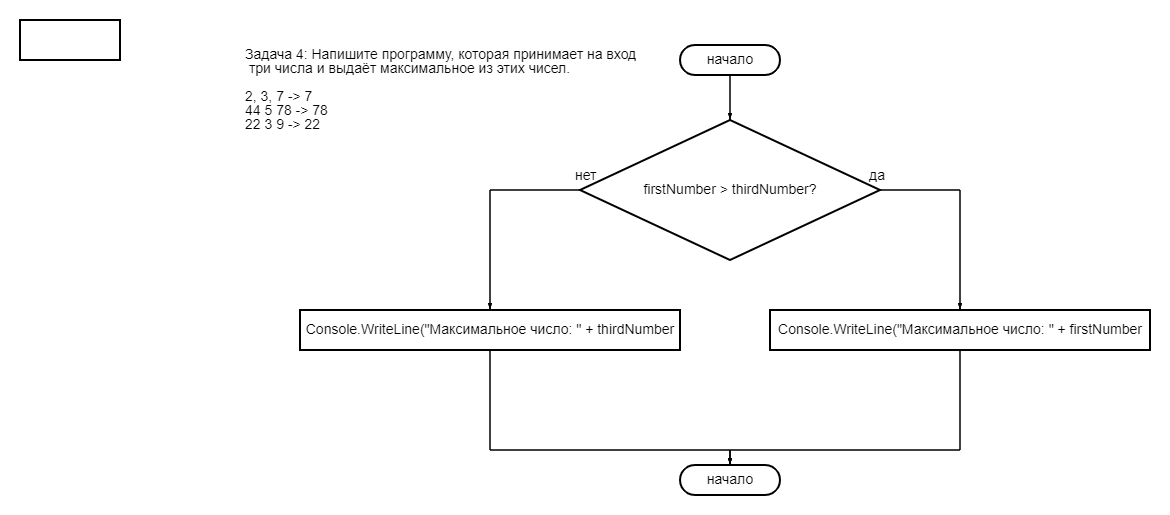 Задача 4: Напишите программу, которая принимает на вход
три числа и выдаёт максимальное из этих чисел.
2, 3, 7 -> 7
44 5 78 -> 78
22 3 9 -> 22
начало
нет
firstNumber > thirdNumber?
да
Console.WriteLine("Максимальное число: " + thirdNumber
Console.WriteLine("Максимальное число: " + firstNumber
начало